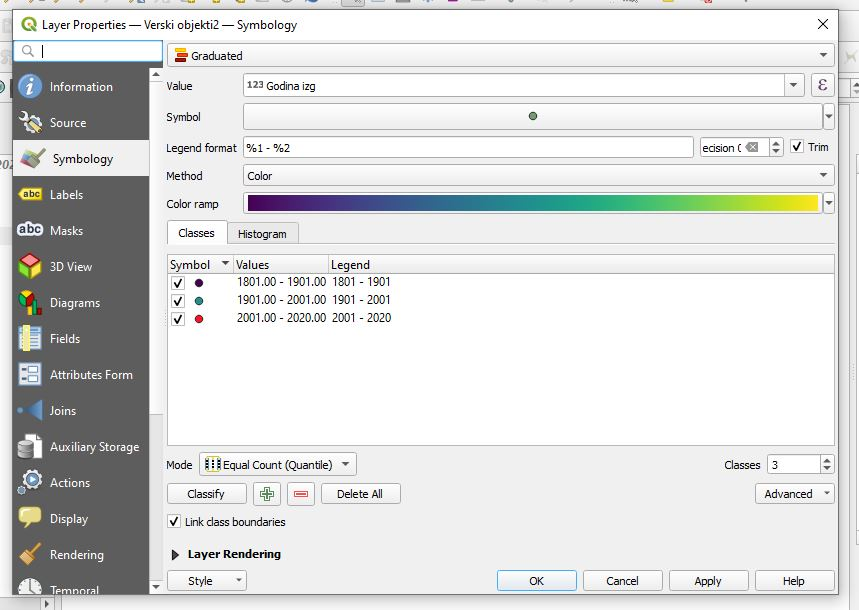 Layer Properties — Verski objekti2 — Symbology
Information
Source
Symbology
Labels
Masks
3D View
Diagrams
Fields
Attributes Form
Joins
Auxiliary Storage
Actions
Display
Rendering
Temporal
Graduated
Value
123 Godina izg
ε
Symbol
Legend format
%1 - %2
ecision 0
Trim
Method
Color
Color ramp
Classes
Histogram
Symbol Values Legend
1801.00 - 1901.00 1801 - 1901
1901.00 - 2001.00 1901 - 2001
2001.00 - 2020.00 2001 - 2020
Mode
Equal Count (Quantile)
Classes
3
Classify
Delete All
Advanced
Link class boundaries
Layer Rendering
Style
OK
Cancel
Apply
Help